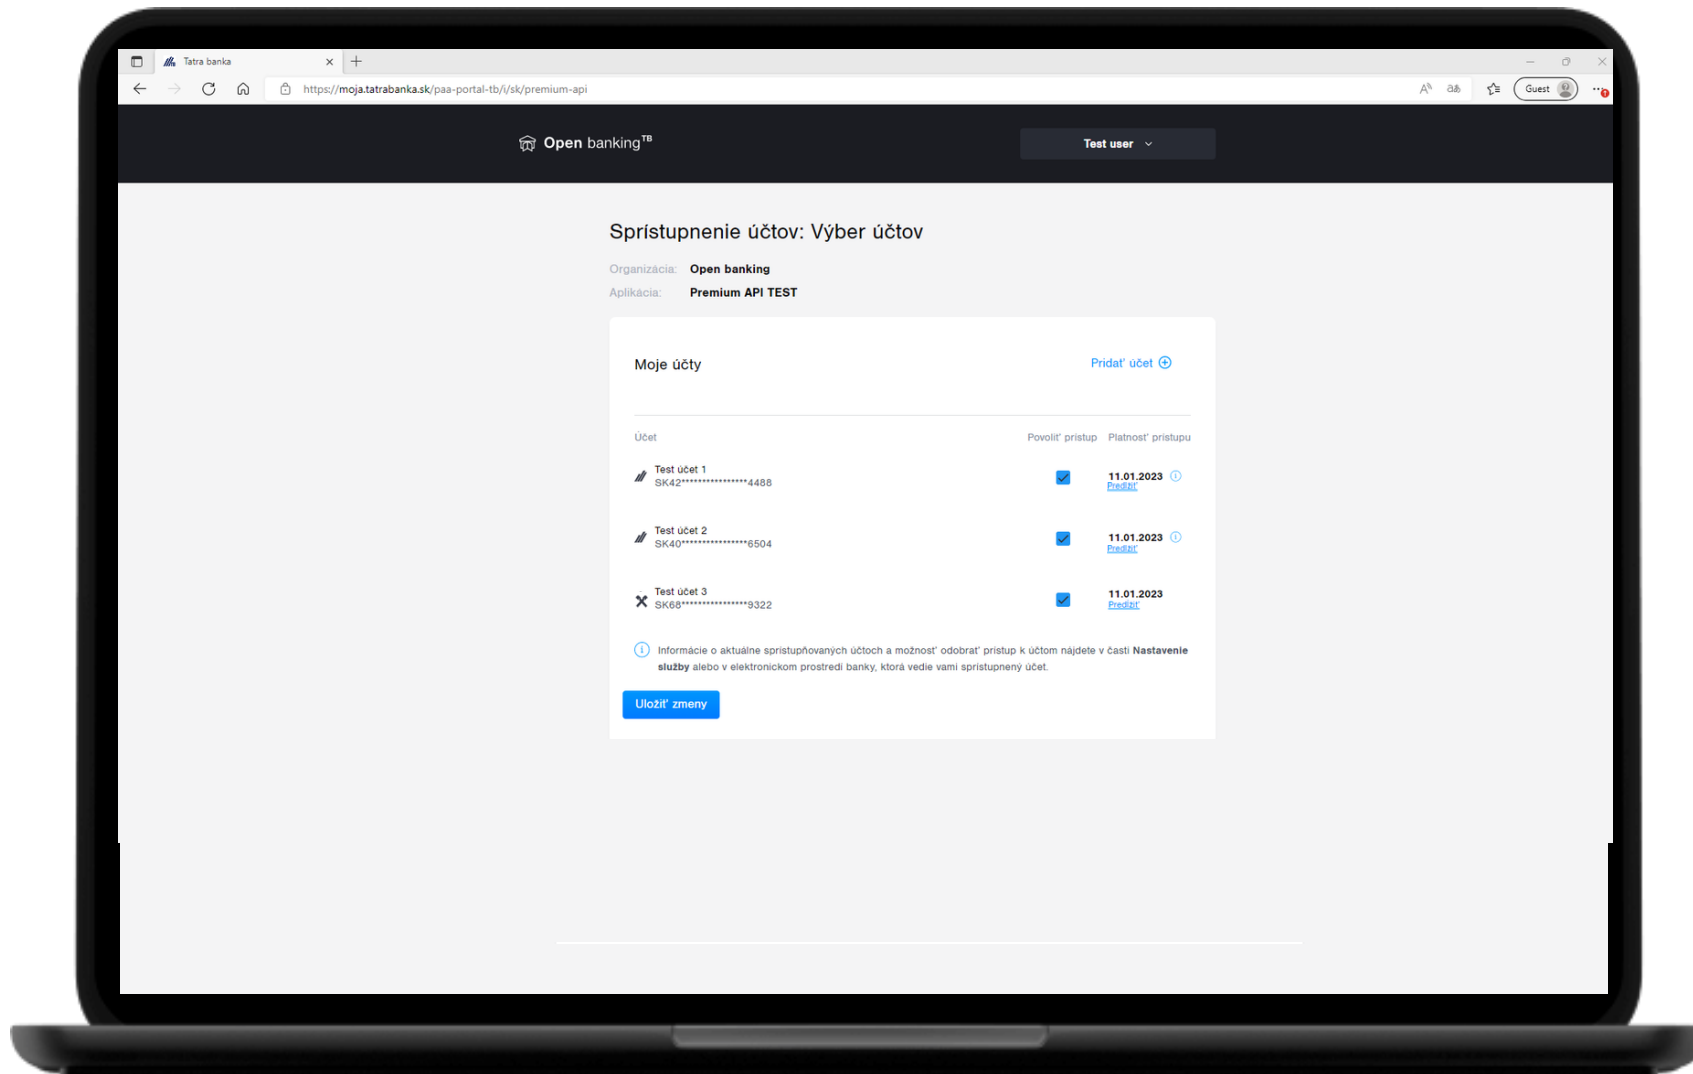 Tatra banka
https://moja.tatrabanka.sk/paa-portal-tb/i/sk/premium-api
Guest
Open banking TB
Test user
Sprístupnenie účtov: Výber účtov
Organizácia: Open banking
Aplikácia: Premium API TEST
Moje účty
Pridať účet
Účet Povoliť prístup Platnosť prístupu
Test účet 1
SK42****************4488
11.01.2023
Predĺžiť
Test účet 2
SK40****************6504
11.01.2023
Predĺžiť
Test účet 3
SK68****************9322
11.01.2023
Predĺžiť
Informácie o aktuálne sprístupňovaných účtoch a možnosť odobrať prístup k účtom nájdete v časti Nastavenie
služby alebo v elektronickom prostredí banky, ktorá vedie vami sprístupnený účet.
Uložiť zmeny